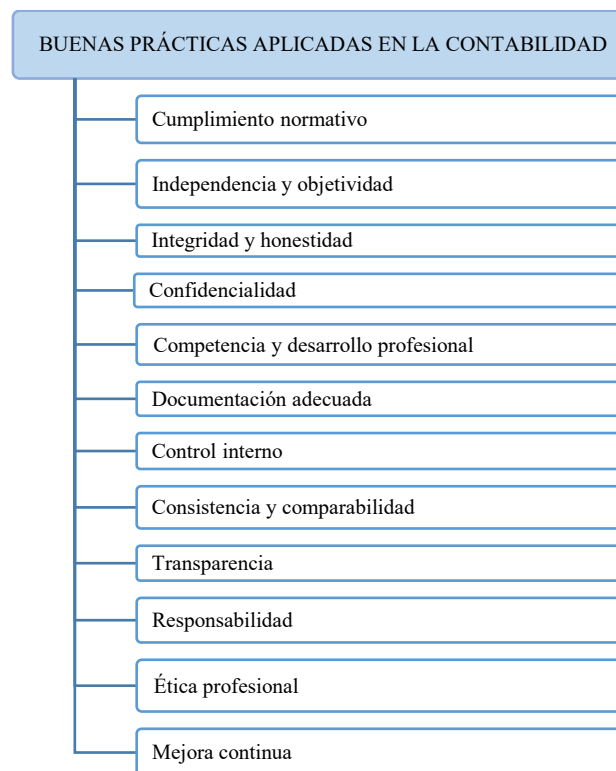 BUENAS PRÁCTICAS APLICADAS EN LA CONTABILIDAD
Cumplimiento normativo
Independencia y objetividad
Integridad y honestidad
Confidencialidad
Competencia y desarrollo profesional
Documentación adecuada
Control interno
Consistencia y comparabilidad
Transparencia
Responsabilidad
Ética profesional
Mejora continua